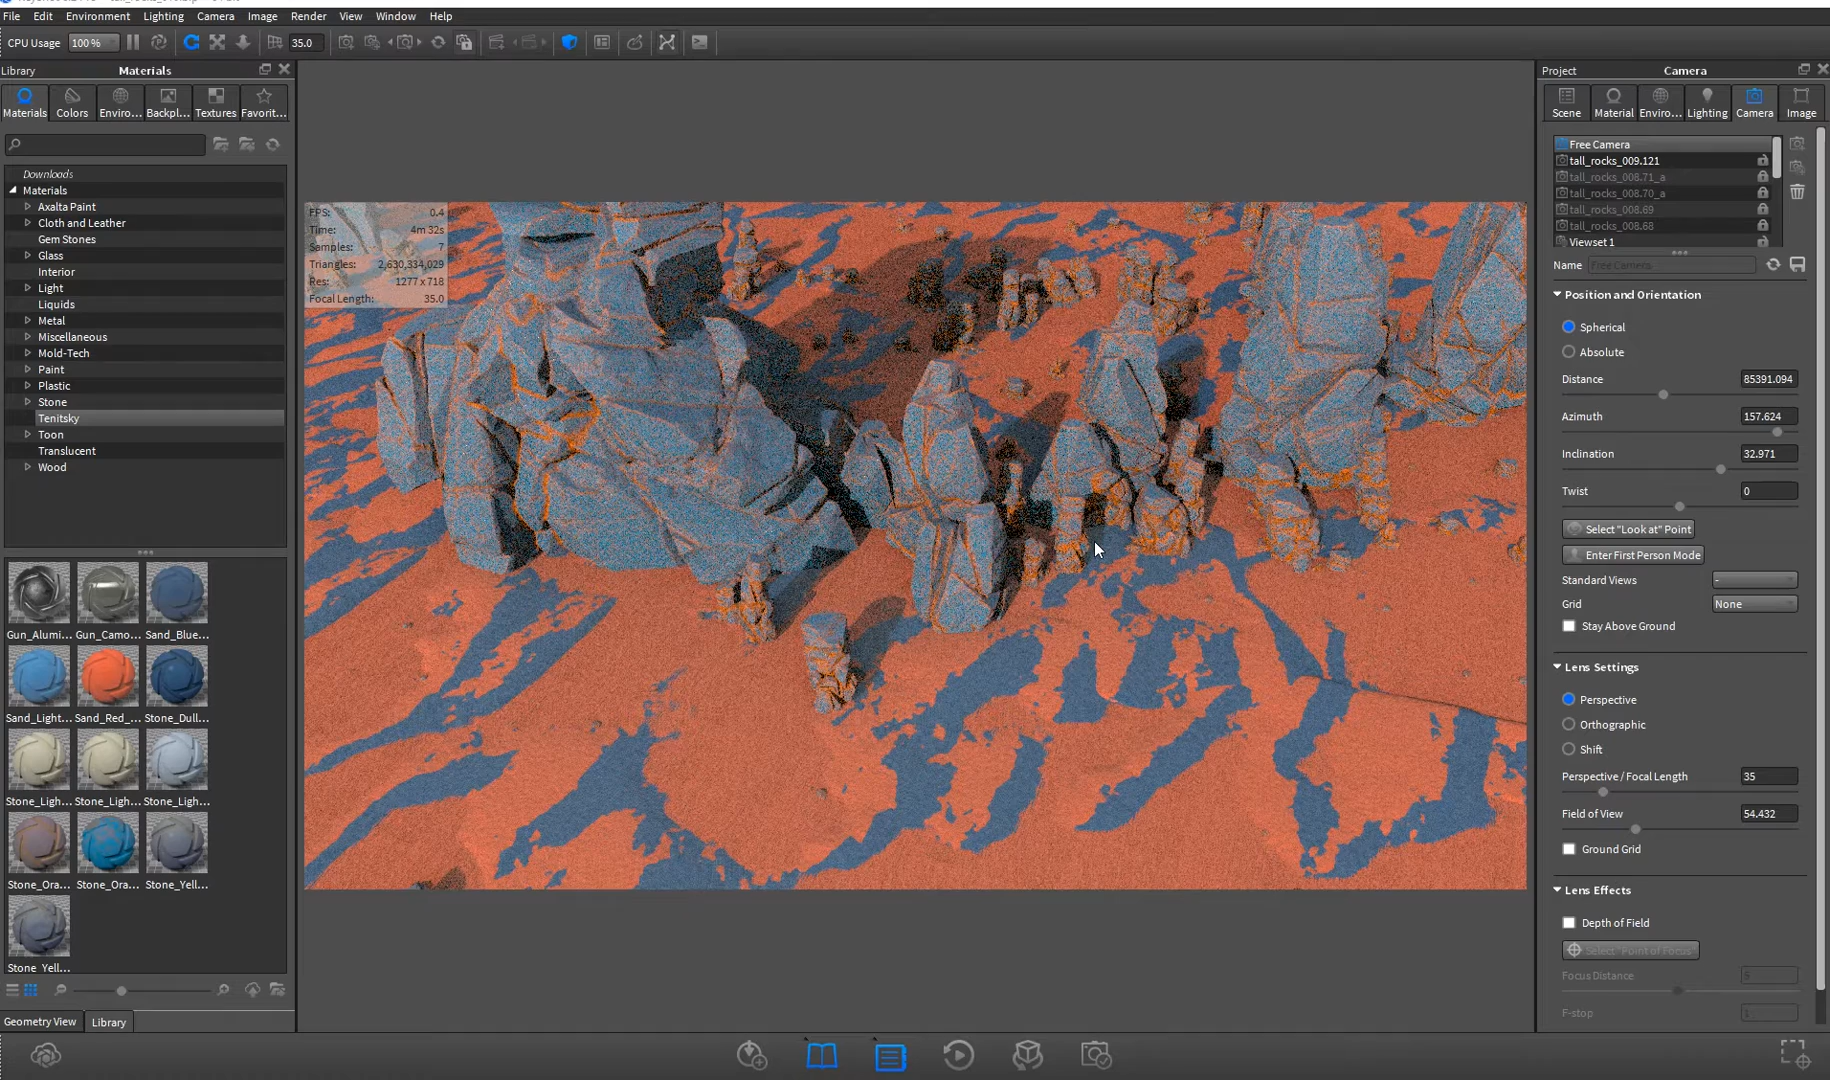 File Edit Environment Lighting Camera Image Render View Window Help
CPU Usage 100 % 35.0
Library Materials
Materials Colors Enviro... Backpl... Textures Favorit...
Downloads
Materials
Axalta Paint
Cloth and Leather
Gem Stones
Glass
Interior
Light
Liquids
Metal
Miscellaneous
Mold-Tech
Paint
Plastic
Stone
Tenitsky
Toon
Translucent
Wood
Gun_Alumi... Gun_Camo... Sand_Blue...
Sand_Light... Sand_Red_... Stone_Dull...
Stone_Ligh... Stone_Ligh... Stone_Ligh...
Stone_Ora... Stone_Ora... Stone_Yell...
Stone_Yell...
Geometry View Library
FPS: 0.4
Time: 4m 32s
Samples: 7
Triangles: 2,630,334,029
Res: 1277 x 718
Focal Length: 35.0
Project Camera
Scene Material Enviro... Lighting Camera Image
Free Camera
tall_rocks_009.121
tall_rocks_008.71_a
tall_rocks_008.70_a
tall_rocks_008.69
tall_rocks_008.68
Viewset 1
Name Free Camera
Position and Orientation
Spherical
Absolute
Distance 85391.094
Azimuth 157.624
Inclination 32.971
Twist 0
Select "Look at" Point
Enter First Person Mode
Standard Views -
Grid None
Stay Above Ground
Lens Settings
Perspective
Orthographic
Shift
Perspective / Focal Length 35
Field of View 54.432
Ground Grid
Lens Effects
Depth of Field
Select "Point of Focus"
Focus Distance 5
F-stop 1